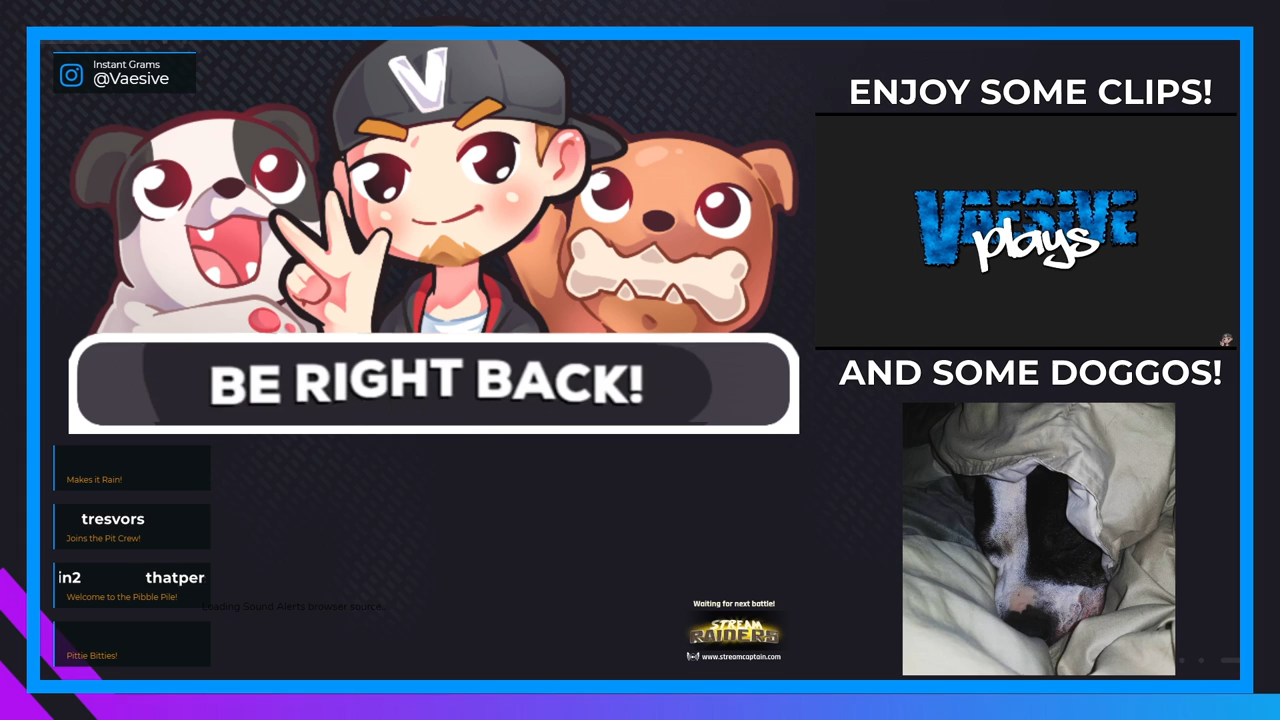 Instant Grams
@Vaesive
V
BE RIGHT BACK!
ENJOY SOME CLIPS!
VAESIVE
plays
AND SOME DOGGOS!
Makes it Rain!
tresvors
Joins the Pit Crew!
in2 thatper
Welcome to the Pibble Pile!
Loading Sound Alerts browser source...
Pittie Bitties!
Waiting for next battle!
STREAM
RAIDERS
www.streamcaptain.com